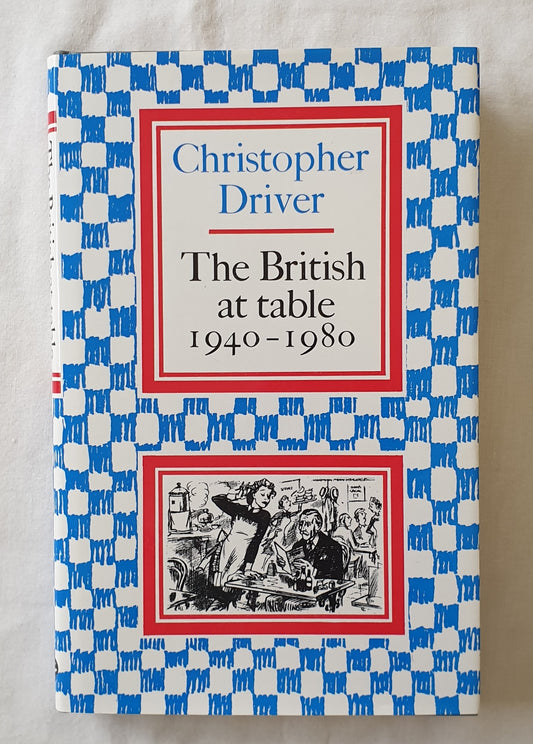 Christopher
Driver
The British
at table
1940–1980